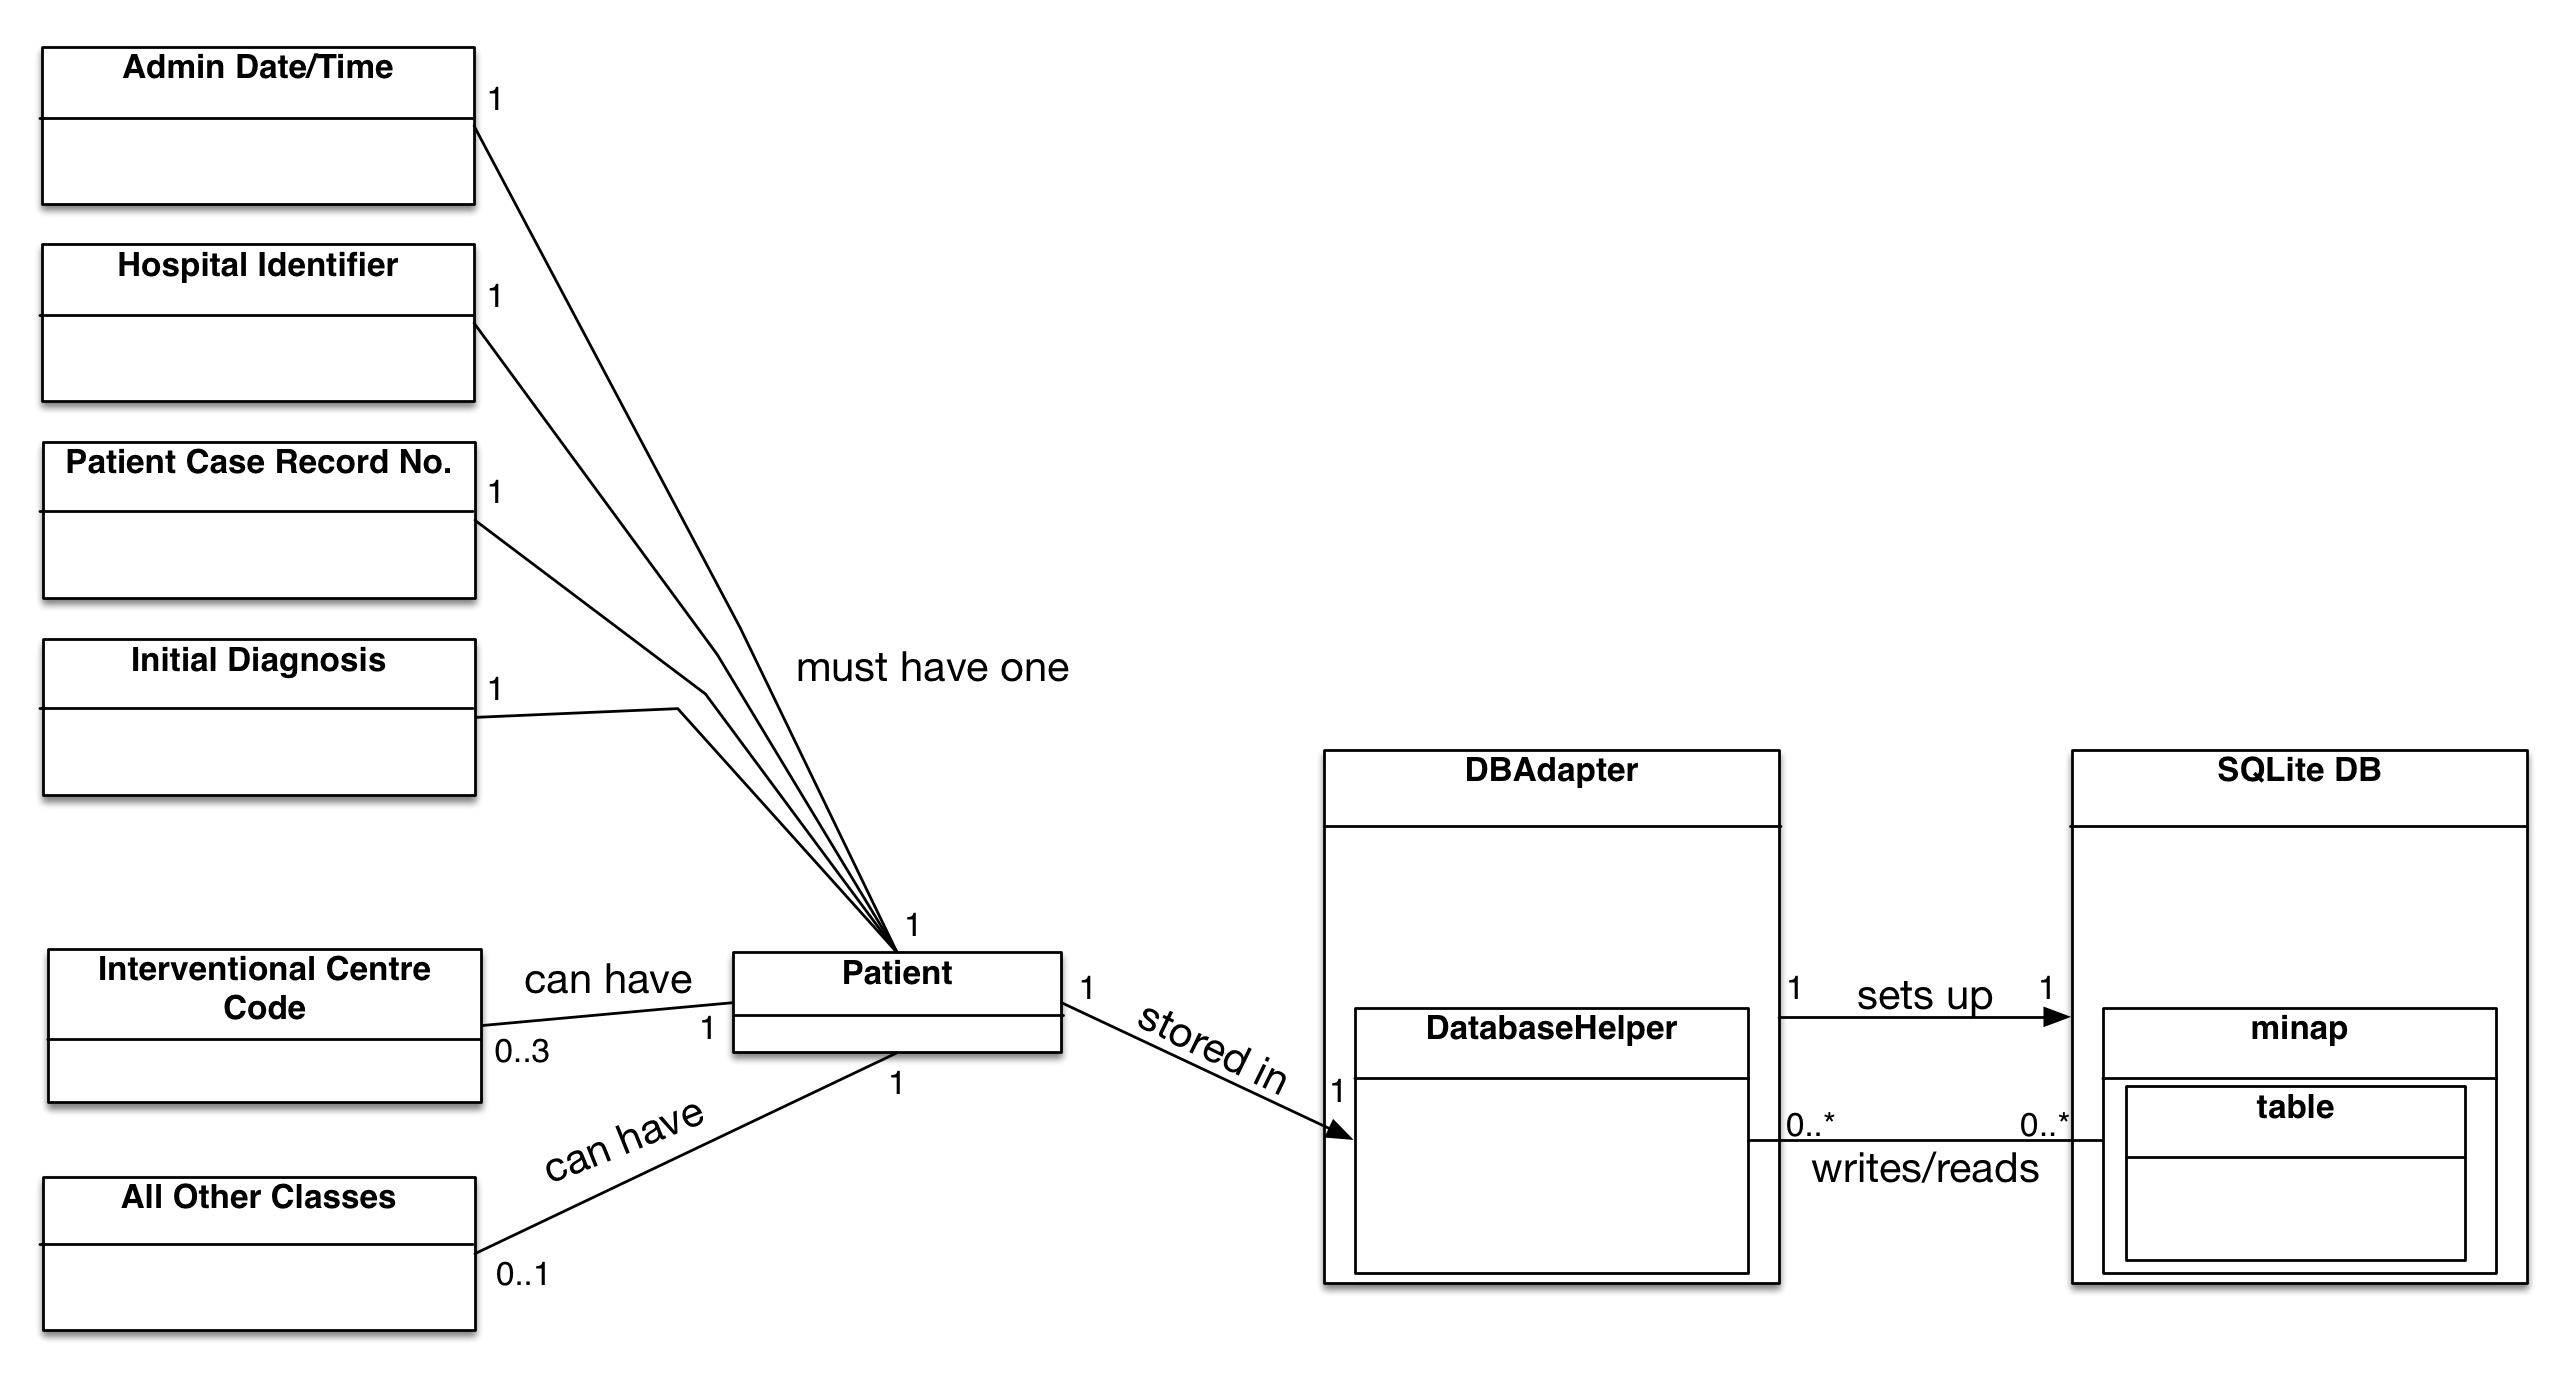 Admin Date/Time
1
Hospital Identifier
1
Patient Case Record No.
1
Initial Diagnosis
1
must have one
1
Interventional Centre
Code
can have
0..3
1
Patient
1
can have
All Other Classes
0..1
1
stored in
1
DBAdapter
DatabaseHelper
1
sets up
1
0..*
0..*
writes/reads
SQLite DB
minap
table